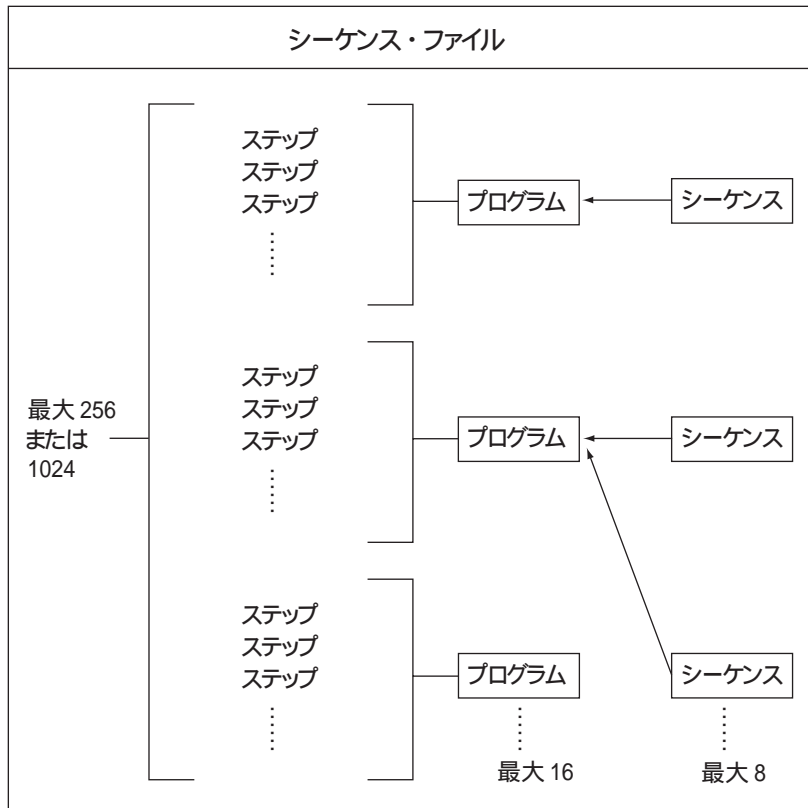 シーケンス・ファイル
ステップ
ステップ
ステップ
プログラム
シーケンス
最大 256
または
1024
ステップ
ステップ
ステップ
プログラム
シーケンス
ステップ
ステップ
ステップ
プログラム
シーケンス
最大 16
最大 8